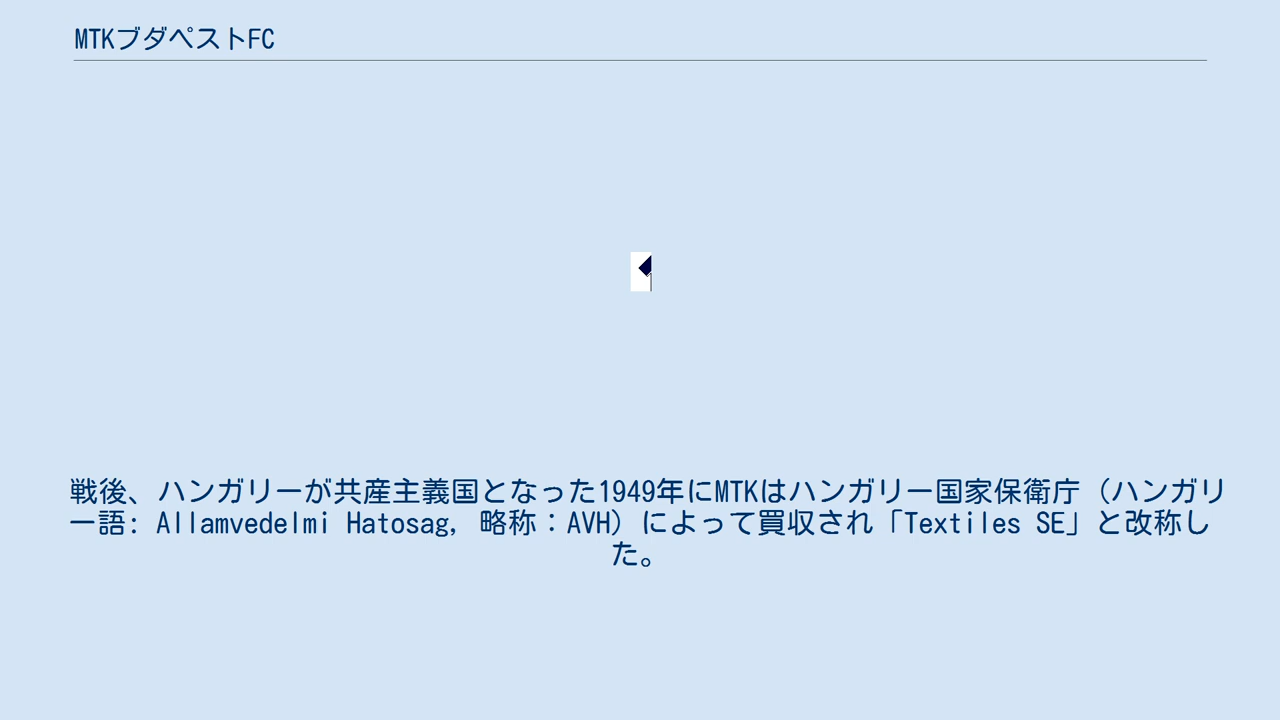 MTKブダペストFC
戦後、ハンガリーが共産主義国となった1949年にMTKはハンガリー国家保衛庁（ハンガリ
ー語: Allamvedelmi Hatosag, 略称：AVH）によって買収され「Textiles SE」と改称し
た。